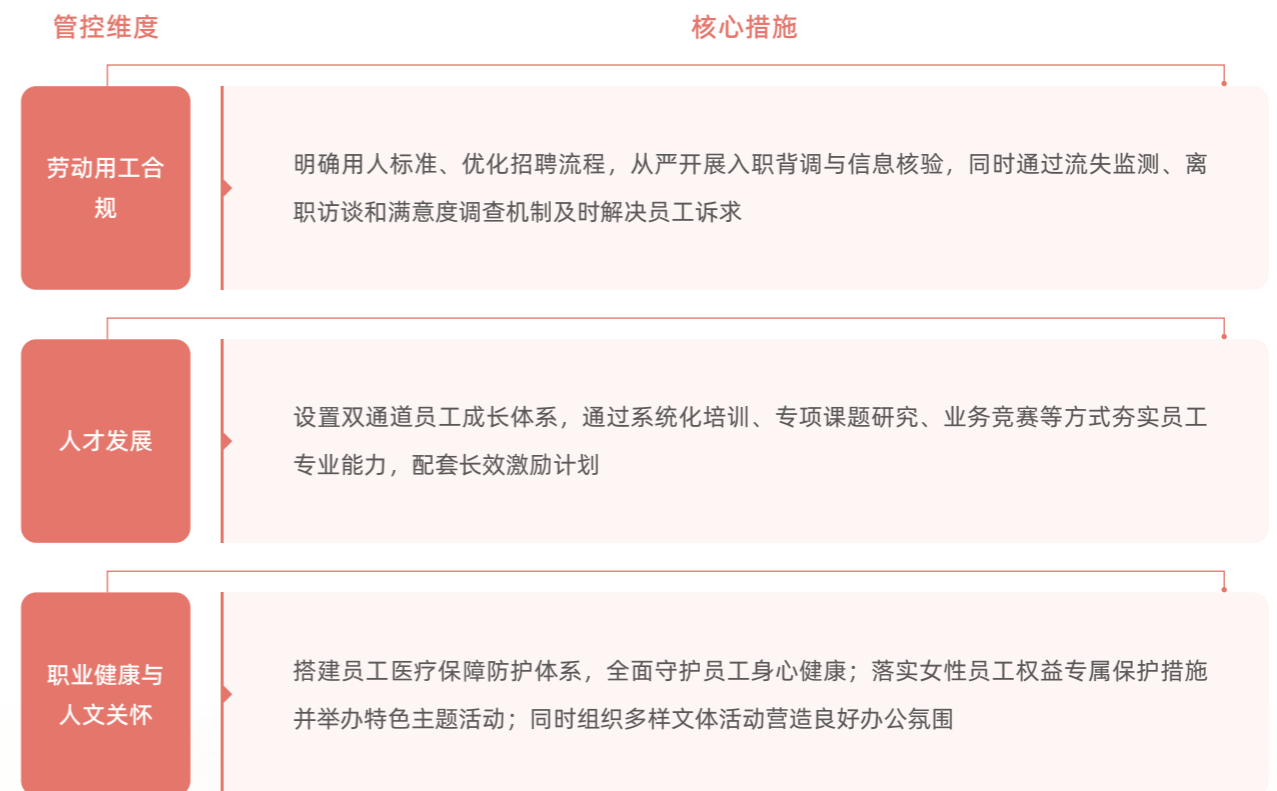 管控维度
核心措施
劳动用工合
规
明确用人标准、优化招聘流程，从严开展入职背调与信息核验，同时通过流失监测、离
职访谈和满意度调查机制及时解决员工诉求
人才发展
设置双通道员工成长体系，通过系统化培训、专项课题研究、业务竞赛等方式夯实员工
专业能力，配套长效激励计划
职业健康与
人文关怀
搭建员工医疗保障防护体系，全面守护员工身心健康；落实女性员工权益专属保护措施
并举办特色主题活动；同时组织多样文体活动营造良好办公氛围